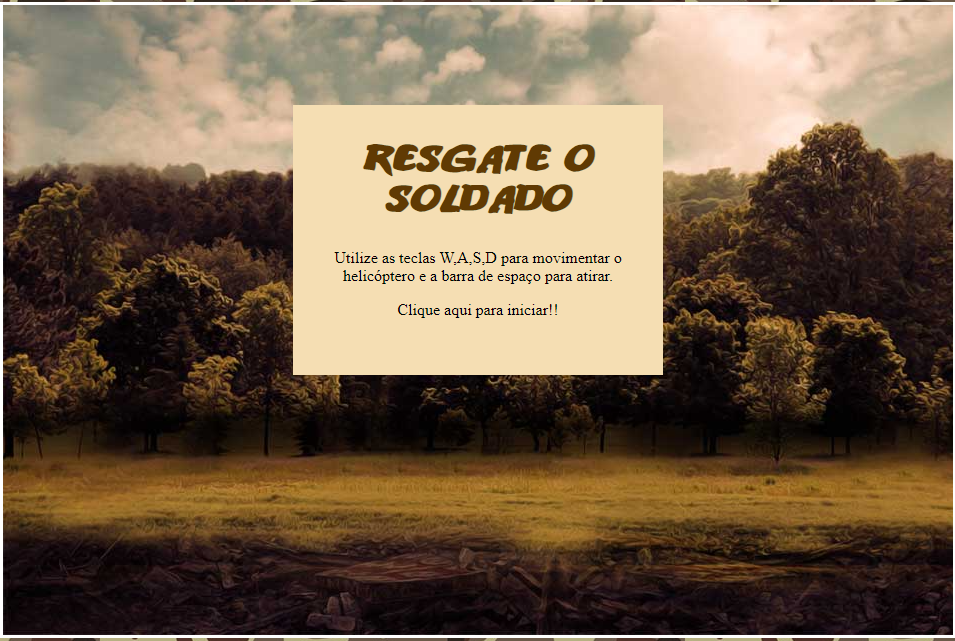 RESGATE O
SOLDADO
Utilize as teclas W,A,S,D para movimentar o
helicóptero e a barra de espaço para atirar.
Clique aqui para iniciar!!